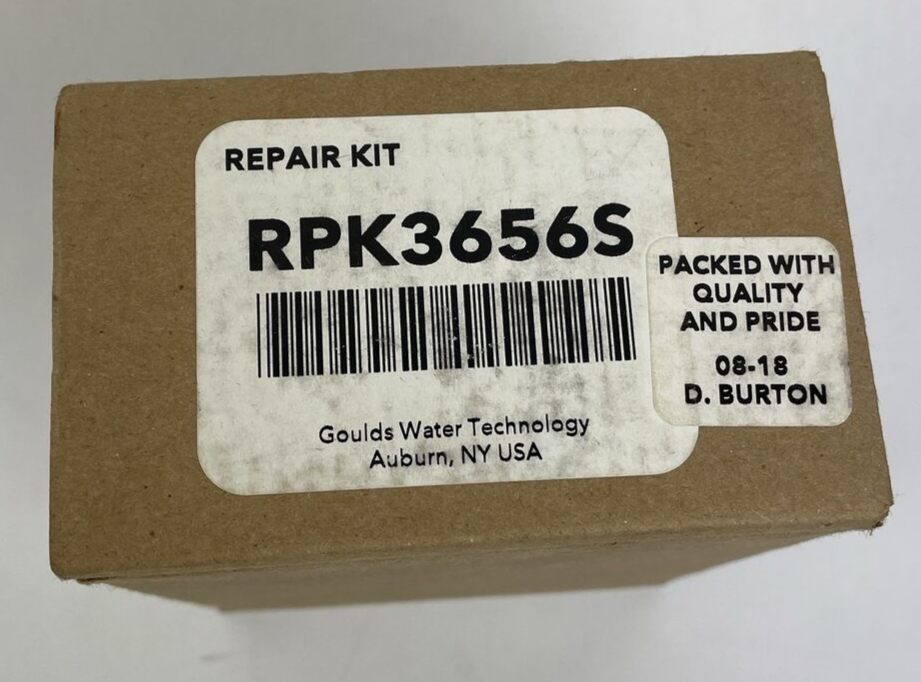 REPAIR KIT
RPK3656S
Goulds Water Technology
Auburn, NY USA
PACKED WITH
QUALITY
AND PRIDE
08-18
D. BURTON